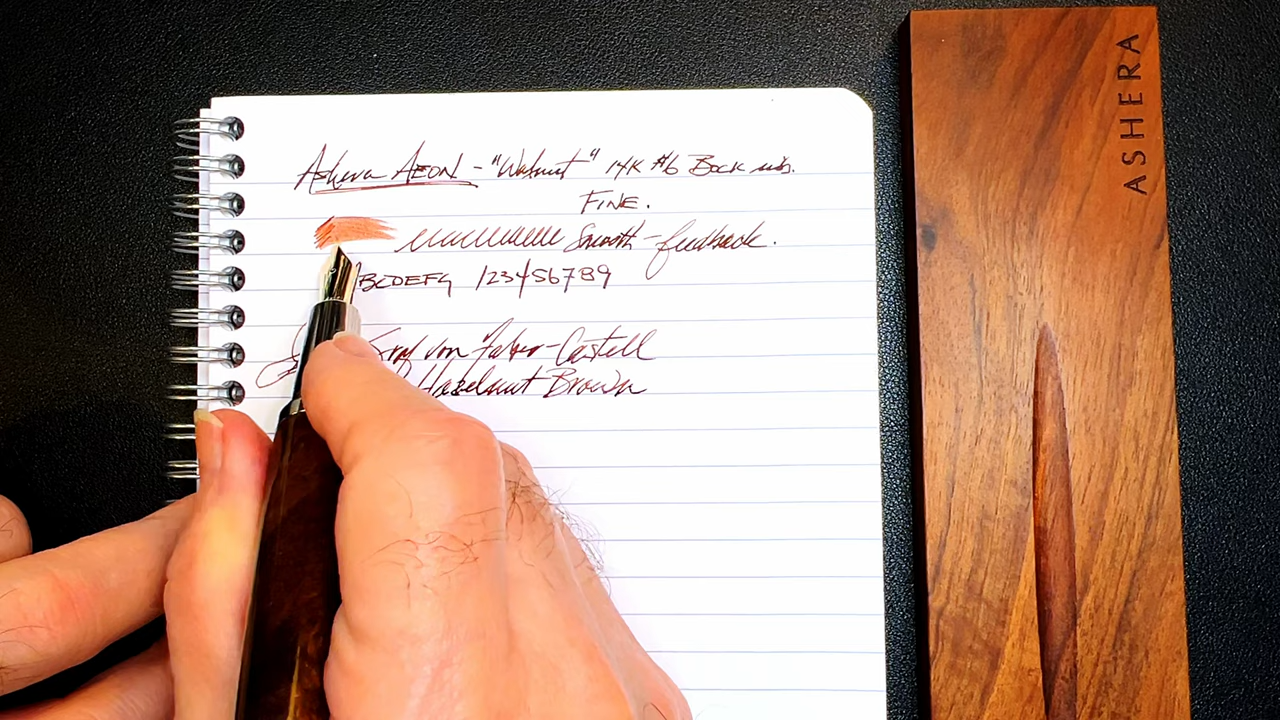 Ashera AEON - "Walnut" 14K #6 Bock nib.
FINE.
Smooth - feedback.
BCDEFG 123456789
Graf von Faber-Castell
Hazelnut Brown
ASHERA